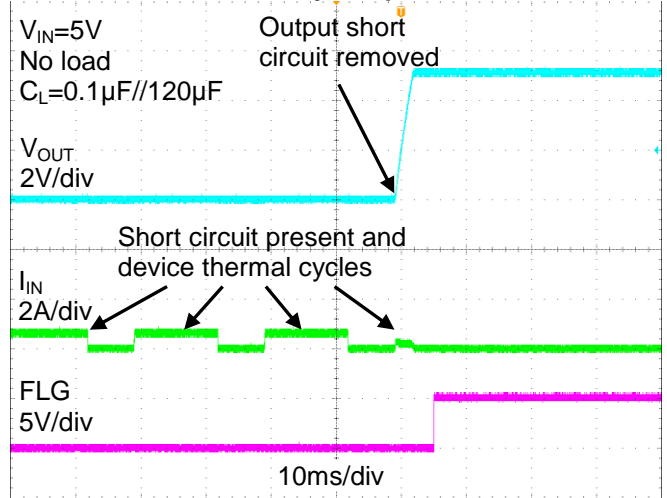 V_IN=5V
No load
C_L=0.1µF//120µF
Output short
circuit removed
V_OUT
2V/div
Short circuit present and
device thermal cycles
I_IN
2A/div
FLG
5V/div
10ms/div